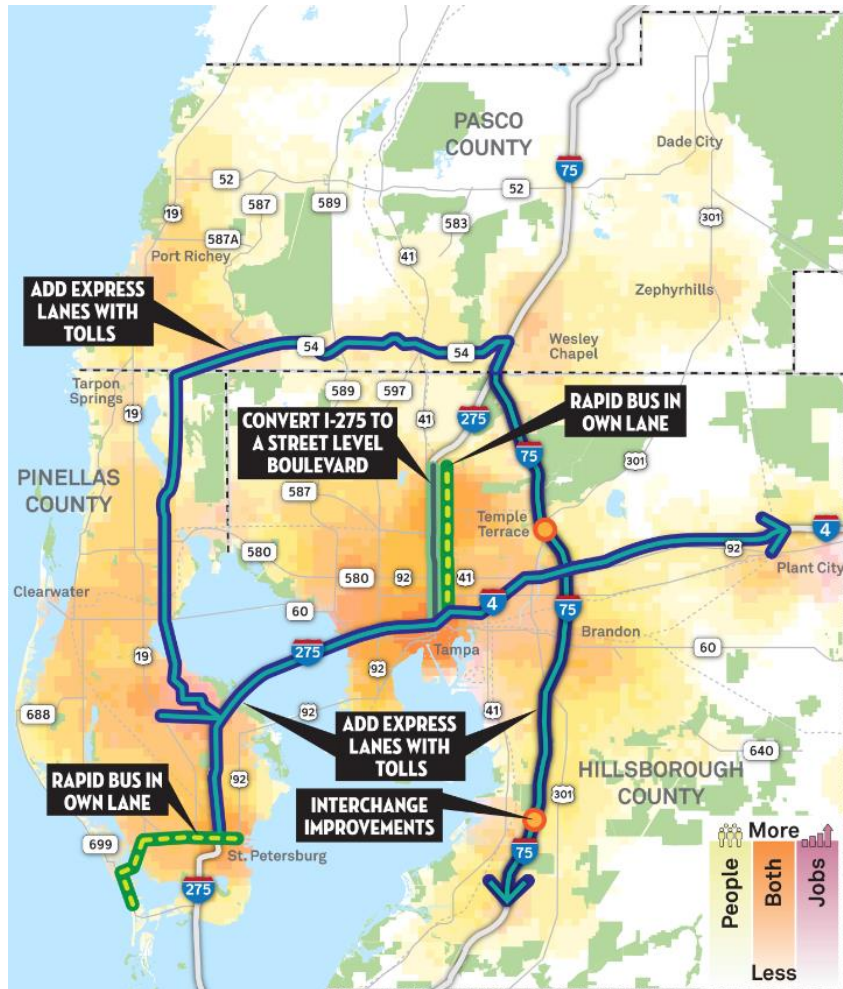 PASCO
COUNTY
Dade City
75
52
52
301
19
587
589
587A
583
41
Port Richey
Zephyrhills
ADD EXPRESS
LANES WITH
TOLLS
54
54
Wesley
Chapel
Tarpon
Springs
19
589
597
41
275
CONVERT I-275 TO
A STREET LEVEL
BOULEVARD
RAPID BUS IN
OWN LANE
75
301
PINELLAS
COUNTY
587
Temple
Terrace
4
580
92
Plant City
Clearwater
580
92
41
4
75
60
Brandon
60
275
Tampa
19
92
688
92
41
ADD EXPRESS
LANES WITH
TOLLS
640
HILLSBOROUGH
COUNTY
RAPID BUS IN
OWN LANE
92
301
INTERCHANGE
IMPROVEMENTS
699
St. Petersburg
75
275
More
People
Both
Jobs
Less